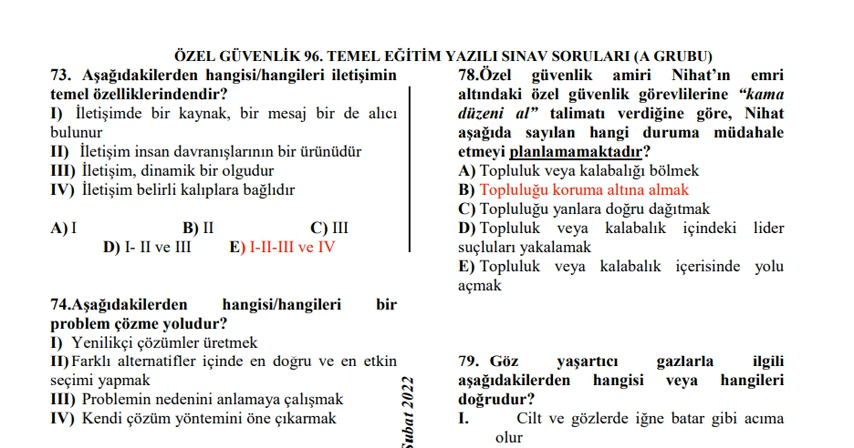 ÖZEL GÜVENLİK 96. TEMEL EĞİTİM YAZILI SINAV SORULARI (A GRUBU)
73. Aşağıdakilerden hangisi/hangileri iletişimin
temel özelliklerindendir?
I) İletişimde bir kaynak, bir mesaj bir de alıcı
bulunur
II) İletişim insan davranışlarının bir ürünüdür
III) İletişim, dinamik bir olgudur
IV) İletişim belirli kalıplara bağlıdır
A) I B) II C) III
D) I- II ve III E) I-II-III ve IV
74.Aşağıdakilerden hangisi/hangileri bir
problem çözme yoludur?
I) Yenilikçi çözümler üretmek
II) Farklı alternatifler içinde en doğru ve en etkin
seçimi yapmak
III) Problemin nedenini anlamaya çalışmak
IV) Kendi çözüm yöntemini öne çıkarmak
Şubat 2022
78.Özel güvenlik amiri Nihat’ın emri
altındaki özel güvenlik görevlilerine “kama
düzeni al” talimatı verdiğine göre, Nihat
aşağıda sayılan hangi duruma müdahale
etmeyi planlamamaktadır?
A) Topluluk veya kalabalığı bölmek
B) Topluluğu koruma altına almak
C) Topluluğu yanlara doğru dağıtmak
D) Topluluk veya kalabalık içindeki lider
suçluları yakalamak
E) Topluluk veya kalabalık içerisinde yolu
açmak
79. Göz yaşartıcı gazlarla ilgili
aşağıdakilerden hangisi veya hangileri
doğrudur?
I. Cilt ve gözlerde iğne batar gibi acıma
olur